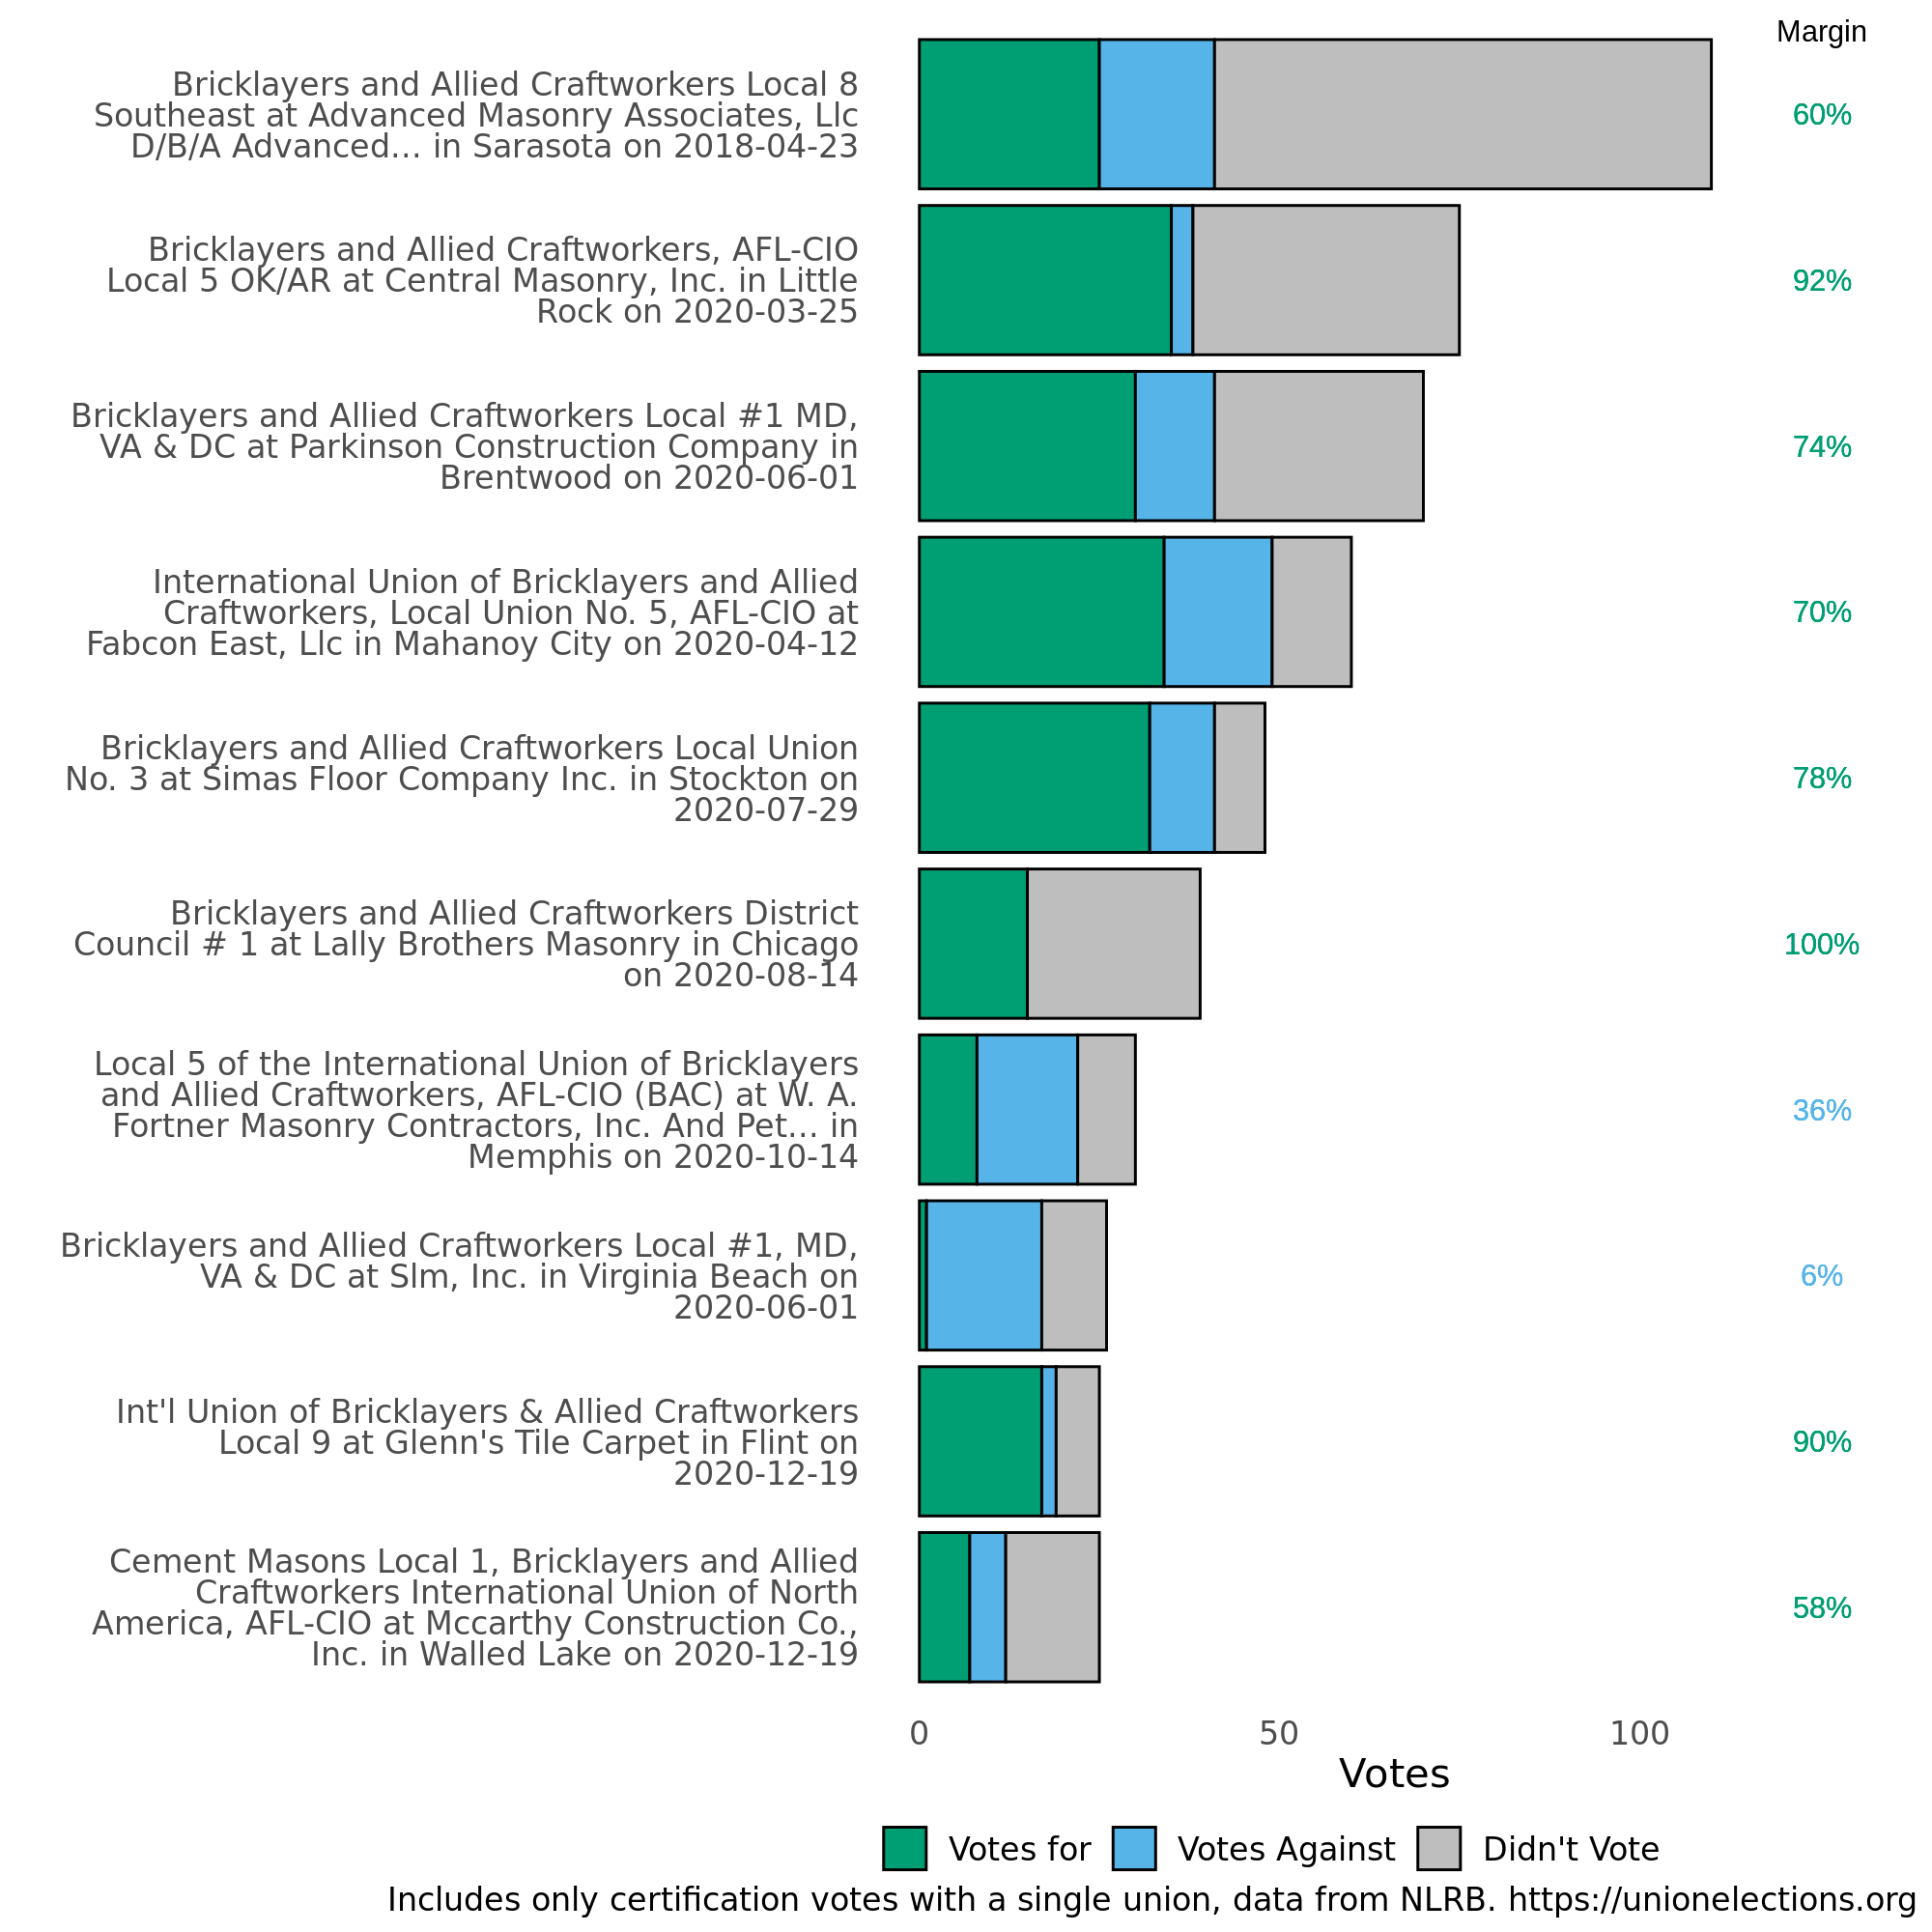 Margin
Bricklayers and Allied Craftworkers Local 8
Southeast at Advanced Masonry Associates, Llc
D/B/A Advanced... in Sarasota on 2018-04-23
60%
Bricklayers and Allied Craftworkers, AFL-CIO
Local 5 OK/AR at Central Masonry, Inc. in Little
Rock on 2020-03-25
92%
Bricklayers and Allied Craftworkers Local #1 MD,
VA & DC at Parkinson Construction Company in
Brentwood on 2020-06-01
74%
International Union of Bricklayers and Allied
Craftworkers, Local Union No. 5, AFL-CIO at
Fabcon East, Llc in Mahanoy City on 2020-04-12
70%
Bricklayers and Allied Craftworkers Local Union
No. 3 at Simas Floor Company Inc. in Stockton on
2020-07-29
78%
Bricklayers and Allied Craftworkers District
Council # 1 at Lally Brothers Masonry in Chicago
on 2020-08-14
100%
Local 5 of the International Union of Bricklayers
and Allied Craftworkers, AFL-CIO (BAC) at W. A.
Fortner Masonry Contractors, Inc. And Pet... in
Memphis on 2020-10-14
36%
Bricklayers and Allied Craftworkers Local #1, MD,
VA & DC at Slm, Inc. in Virginia Beach on
2020-06-01
6%
Int'l Union of Bricklayers & Allied Craftworkers
Local 9 at Glenn's Tile Carpet in Flint on
2020-12-19
90%
Cement Masons Local 1, Bricklayers and Allied
Craftworkers International Union of North
America, AFL-CIO at Mccarthy Construction Co.,
Inc. in Walled Lake on 2020-12-19
58%
0 50 100
Votes
Votes for Votes Against Didn't Vote
Includes only certification votes with a single union, data from NLRB. https://unionelections.org